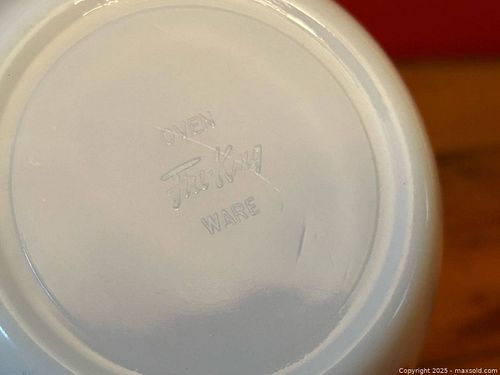 OVEN
Fire-King
WARE
Copyright 2025 - maxsold.com